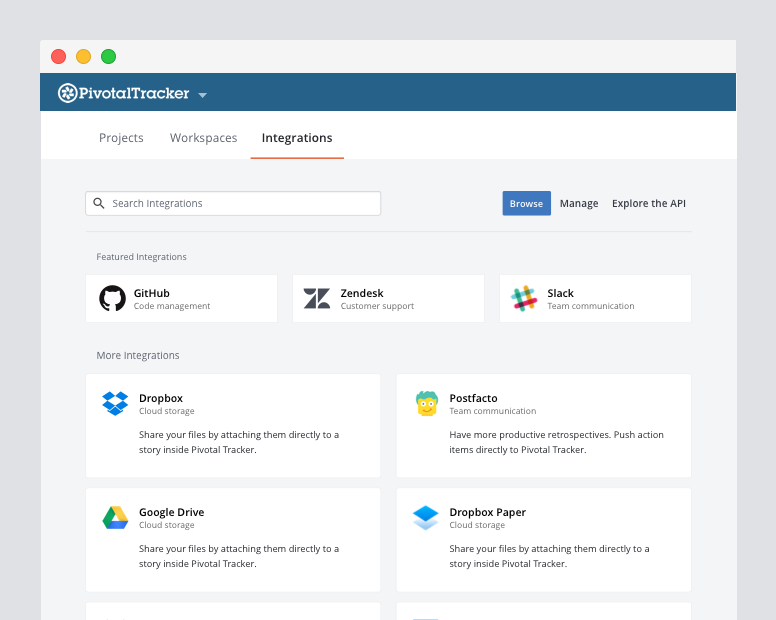 PivotalTracker
Projects Workspaces Integrations
Search Integrations
Browse Manage Explore the API
Featured Integrations
GitHub
Code management
Zendesk
Customer support
Slack
Team communication
More Integrations
Dropbox
Cloud storage
Share your files by attaching them directly to a
story inside Pivotal Tracker.
Postfacto
Team communication
Have more productive retrospectives. Push action
items directly to Pivotal Tracker.
Google Drive
Cloud storage
Share your files by attaching them directly to a
story inside Pivotal Tracker.
Dropbox Paper
Cloud storage
Share your files by attaching them directly to a
story inside Pivotal Tracker.